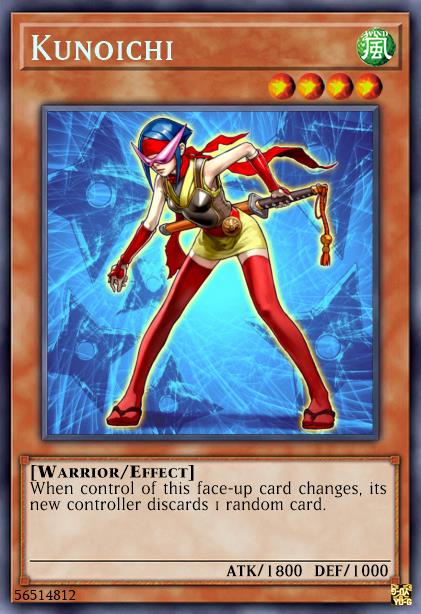 KUNOICHI
WIND
風
[WARRIOR/EFFECT]
When control of this face-up card changes, its
new controller discards 1 random card.
ATK/1800 DEF/1000
56514812